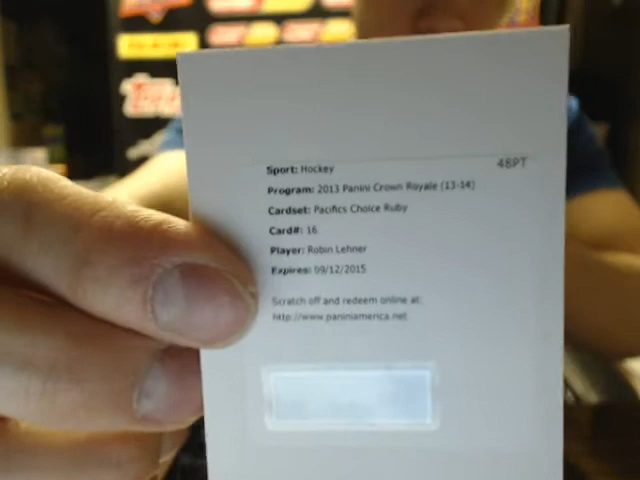 48PT
Sport: Hockey
Program: 2013 Panini Crown Royale (13-14)
Cardset: Pacifics Choice Ruby
Card#: 16
Player: Robin Lehner
Expires: 09/12/2015
Scratch off and redeem online at:
http://www.paniniamerica.net